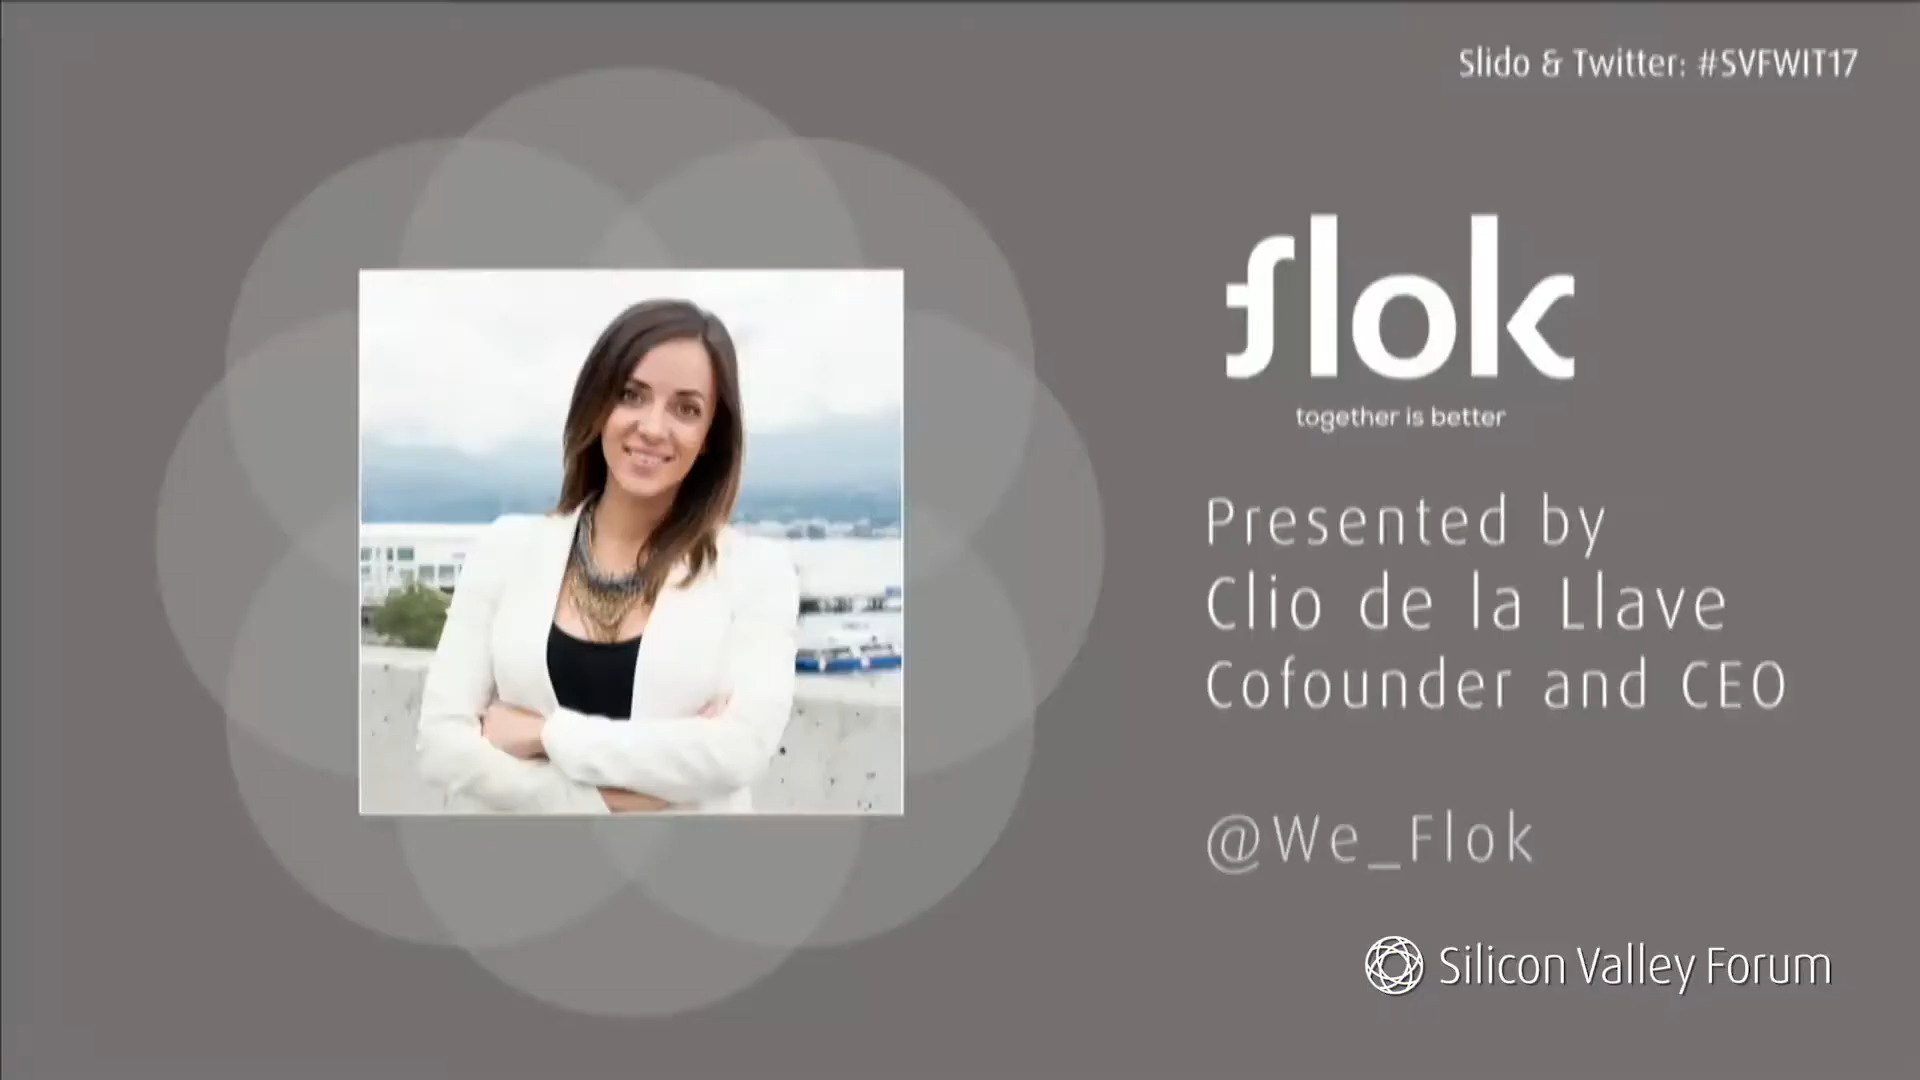 Slido & Twitter: #SVFWIT17
flok
together is better
Presented by
Clio de la Llave
Cofounder and CEO
@We_Flok
Silicon Valley Forum